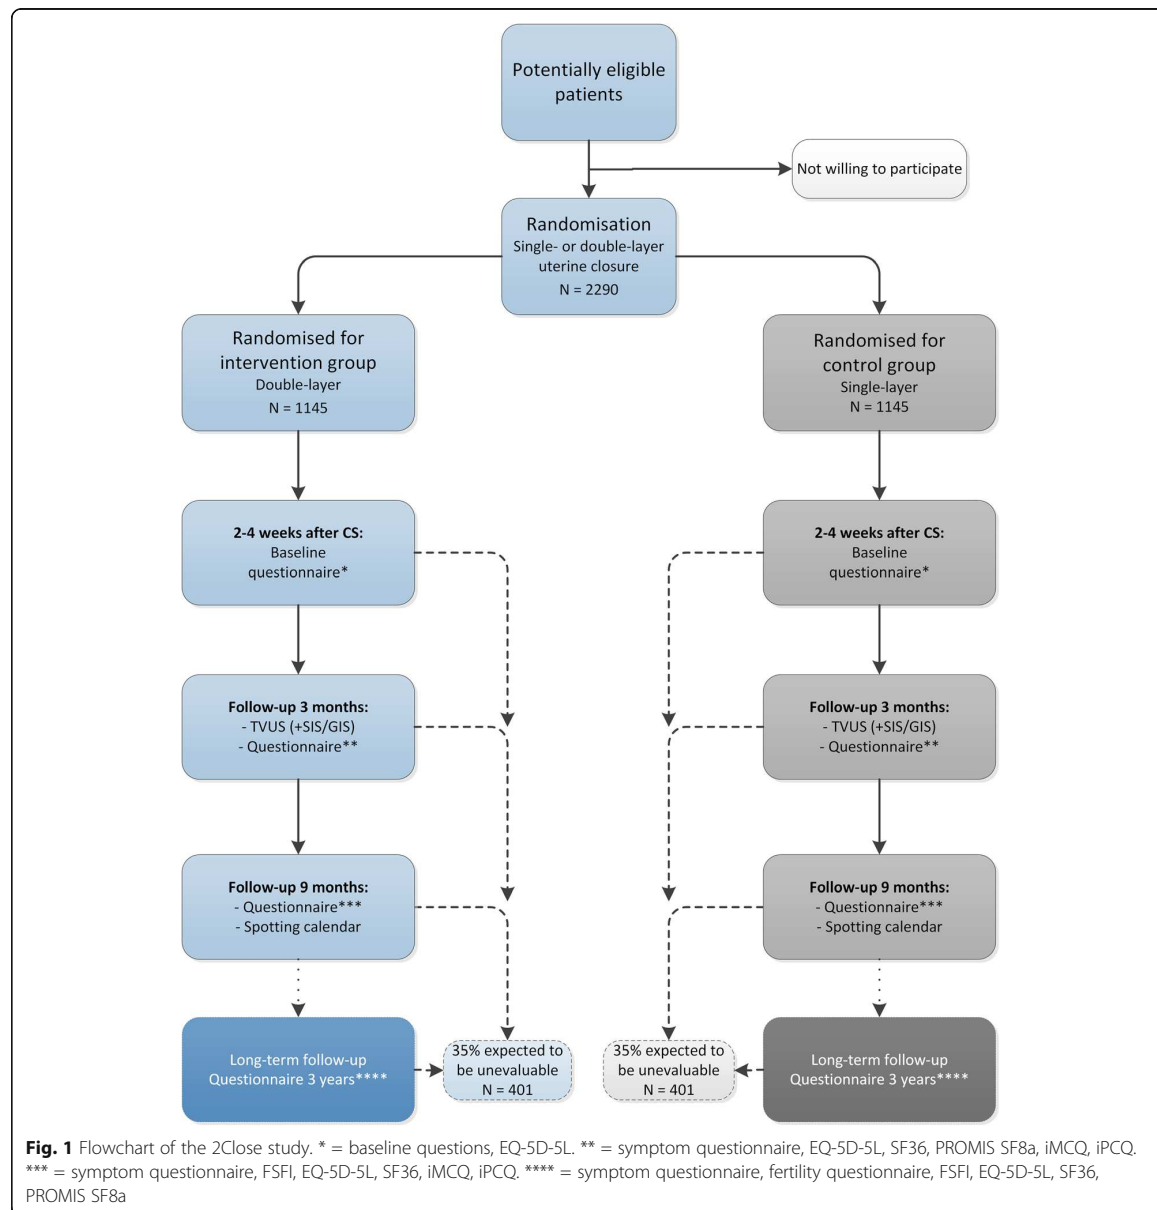 Potentially eligible
patients
Not willing to participate
Randomisation
Single- or double-layer
uterine closure
N = 2290
Randomised for
intervention group
Double-layer
N = 1145
Randomised for
control group
Single-layer
N = 1145
2-4 weeks after CS:
Baseline
questionnaire*
2-4 weeks after CS:
Baseline
questionnaire*
Follow-up 3 months:
- TVUS (+SIS/GIS)
- Questionnaire**
Follow-up 3 months:
- TVUS (+SIS/GIS)
- Questionnaire**
Follow-up 9 months:
- Questionnaire***
- Spotting calendar
Follow-up 9 months:
- Questionnaire***
- Spotting calendar
Long-term follow-up
Questionnaire 3 years****
35% expected to
be unevaluable
N = 401
35% expected to
be unevaluable
N = 401
Long-term follow-up
Questionnaire 3 years****
Fig. 1 Flowchart of the 2Close study. * = baseline questions, EQ-5D-5L. ** = symptom questionnaire, EQ-5D-5L, SF36, PROMIS SF8a, iMCQ, iPCQ.
*** = symptom questionnaire, FSFI, EQ-5D-5L, SF36, iMCQ, iPCQ. **** = symptom questionnaire, fertility questionnaire, FSFI, EQ-5D-5L, SF36,
PROMIS SF8a